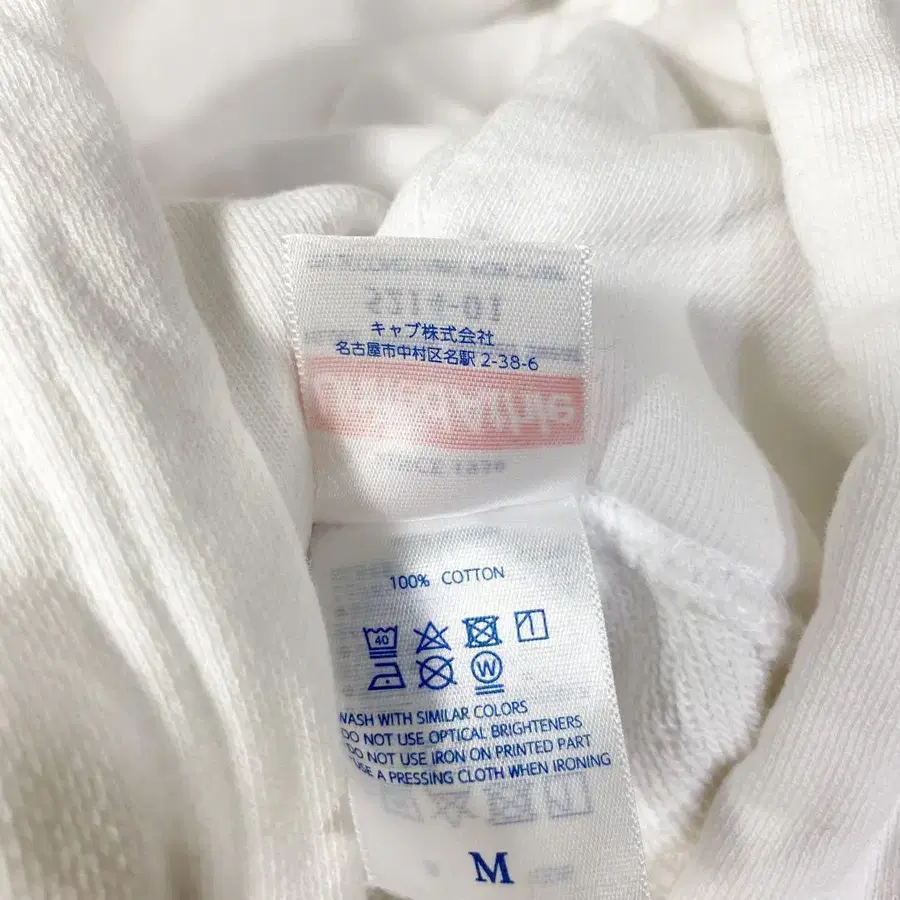 5214-01
キャブ株式会社
名古屋市中村区名駅 2-38-6
100% COTTON
40
W
WASH WITH SIMILAR COLORS
DO NOT USE OPTICAL BRIGHTENERS
DO NOT USE IRON ON PRINTED PART
USE A PRESSING CLOTH WHEN IRONING
M